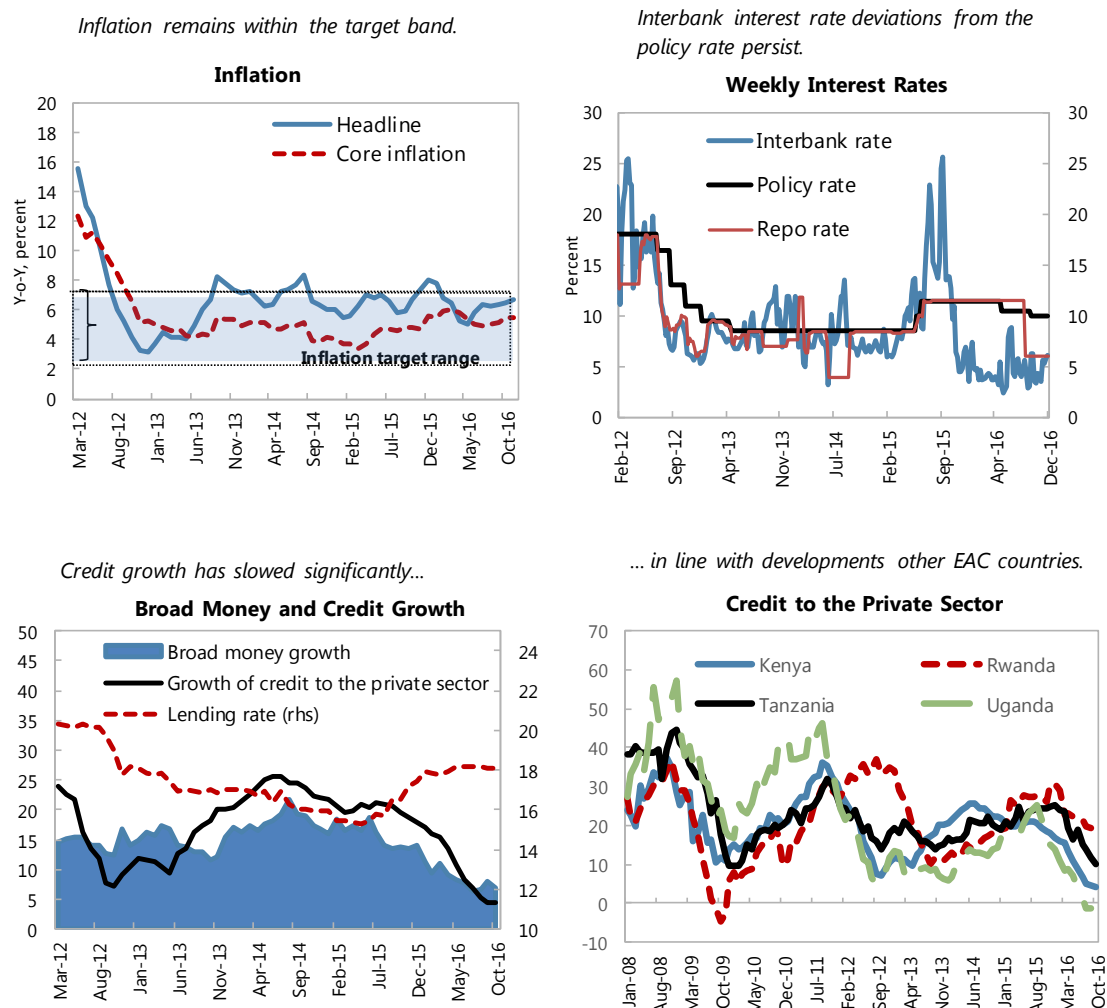 Inflation remains within the target band.
Inflation
20
18
16
14
12
10
8
6
4
2
0
Y-o-Y, percent
Headline
Core inflation
Inflation target range
Mar-12
Aug-12
Jan-13
Jun-13
Nov-13
Apr-14
Sep-14
Feb-15
Jul-15
Dec-15
May-16
Oct-16
Interbank interest rate deviations from the
policy rate persist.
Weekly Interest Rates
30
25
20
15
10
5
0
Percent
Interbank rate
Policy rate
Repo rate
30
25
20
15
10
5
0
Feb-12
Sep-12
Apr-13
Nov-13
Jul-14
Feb-15
Sep-15
Apr-16
Dec-16
Credit growth has slowed significantly...
Broad Money and Credit Growth
50
45
40
35
30
25
20
15
10
5
0
Broad money growth
Growth of credit to the private sector
Lending rate (rhs)
24
22
20
18
16
14
12
10
Mar-12
Aug-12
Jan-13
Jun-13
Nov-13
Apr-14
Sep-14
Feb-15
Jul-15
Dec-15
May-16
Oct-16
... in line with developments other EAC countries.
Credit to the Private Sector
70
60
50
40
30
20
10
0
-10
Kenya
Rwanda
Tanzania
Uganda
Jan-08
Aug-08
Mar-09
Oct-09
May-10
Dec-10
Jul-11
Feb-12
Sep-12
Apr-13
Nov-13
Jun-14
Jan-15
Aug-15
Mar-16
Oct-16